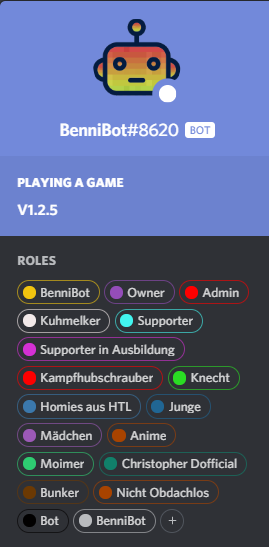 BenniBot#8620 BOT
PLAYING A GAME
V1.2.5
ROLES
BenniBot Owner Admin
Kuhmelker Supporter
Supporter in Ausbildung
Kampfhubschrauber Knecht
Homies aus HTL Junge
Mädchen Anime
Moimer Christopher Dofficial
Bunker Nicht Obdachlos
Bot BenniBot +